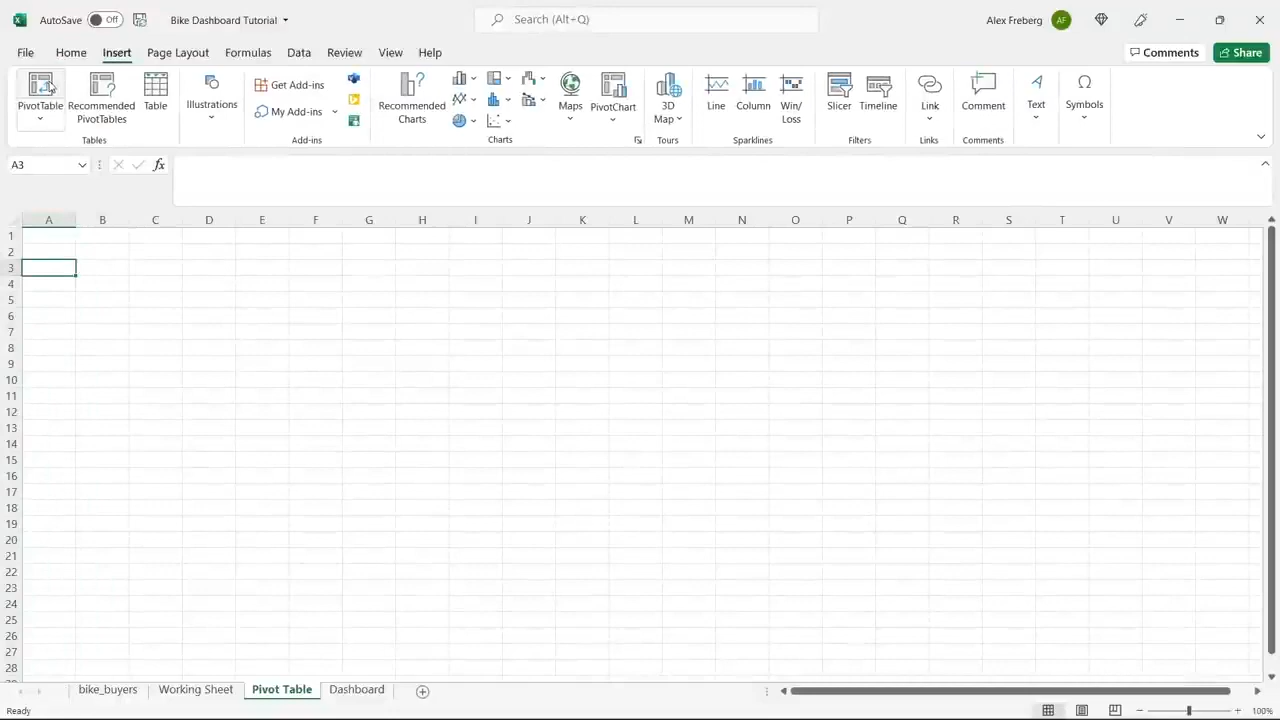 AutoSave Off Bike Dashboard Tutorial Search (Alt+Q) Alex Freberg AF
File Home Insert Page Layout Formulas Data Review View Help Comments Share
PivotTable
Recommended
PivotTables
Table
Illustrations
Get Add-ins
My Add-ins
Recommended
Charts
Maps
PivotChart
3D
Map
Line
Column
Win/
Loss
Slicer
Timeline
Link
Comment
Text
Symbols
Tables Add-ins Charts Tours Sparklines Filters Links Comments
A3 fx
A B C D E F G H I J K L M N O P Q R S T U V W
1
2
3
4
5
6
7
8
9
10
11
12
13
14
15
16
17
18
19
20
21
22
23
24
25
26
27
28
bike_buyers Working Sheet Pivot Table Dashboard
Ready 100%